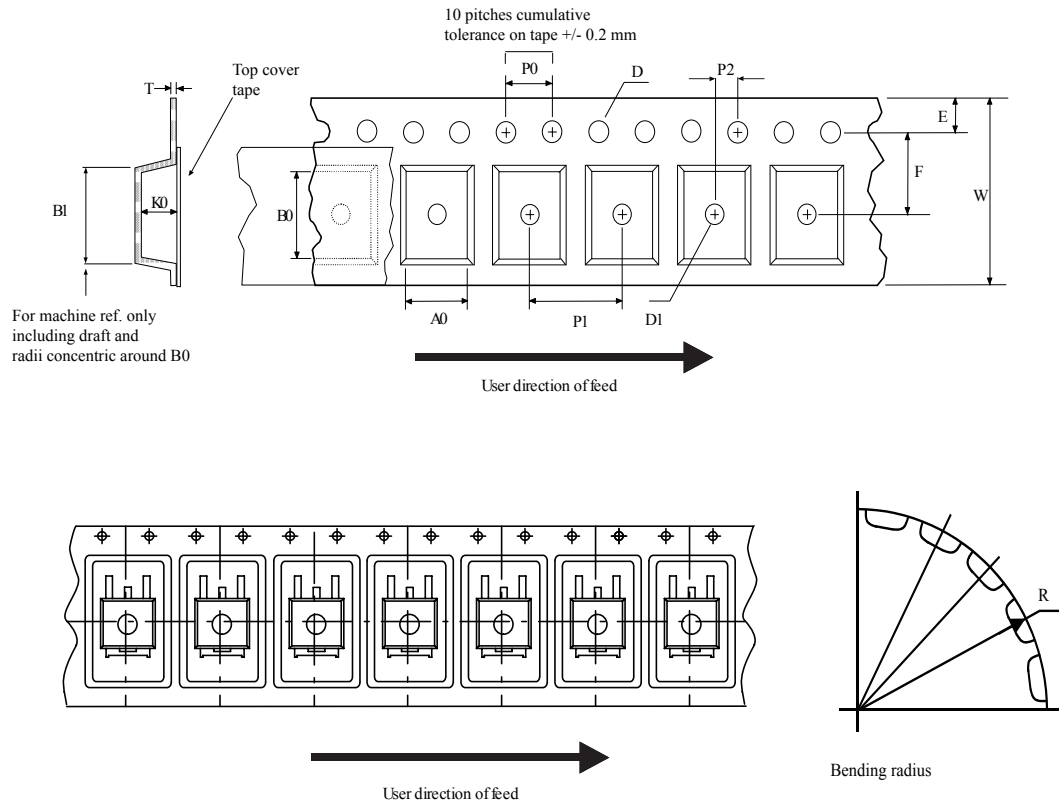 10 pitches cumulative
tolerance on tape +/- 0.2 mm
Top cover
tape
T
P0
D
P2
E
F
W
B1
K0
B0
A0
P1
D1
For machine ref. only
including draft and
radii concentric around B0
User direction of feed
R
Bending radius
User direction of feed